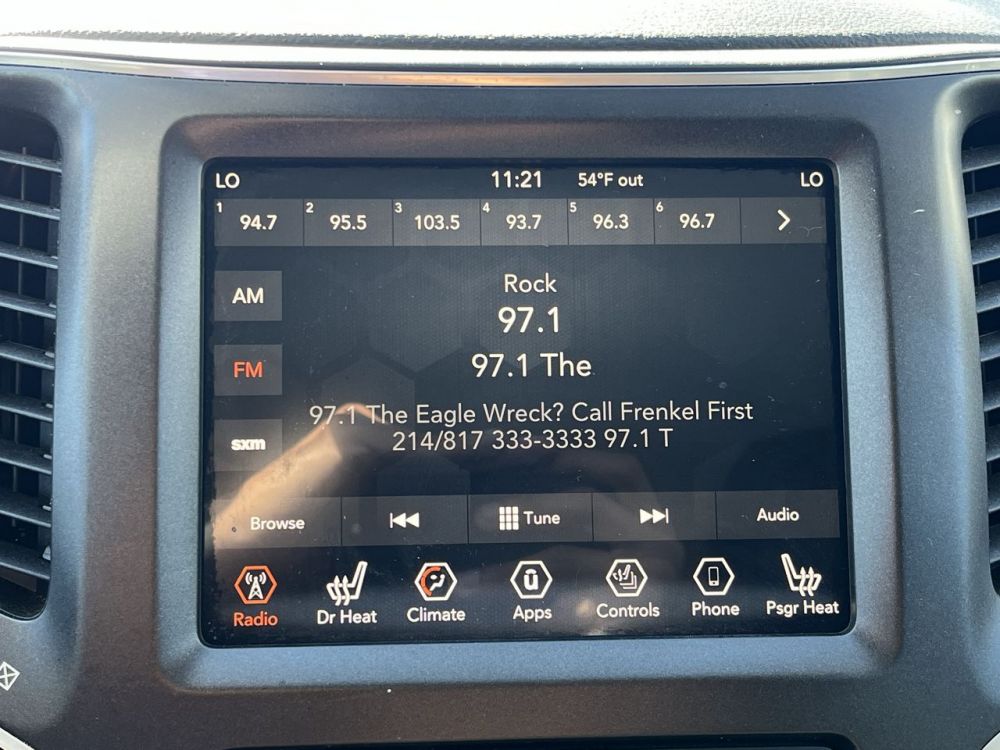 LO 11:21 54°F out LO
1 94.7 2 95.5 3 103.5 4 93.7 5 96.3 6 96.7
AM
Rock
97.1
FM
97.1 The
97.1 The Eagle Wreck? Call Frenkel First
214/817 333-3333 97.1 T
sxm
Browse Tune Audio
Radio Dr Heat Climate Apps Controls Phone Psgr Heat